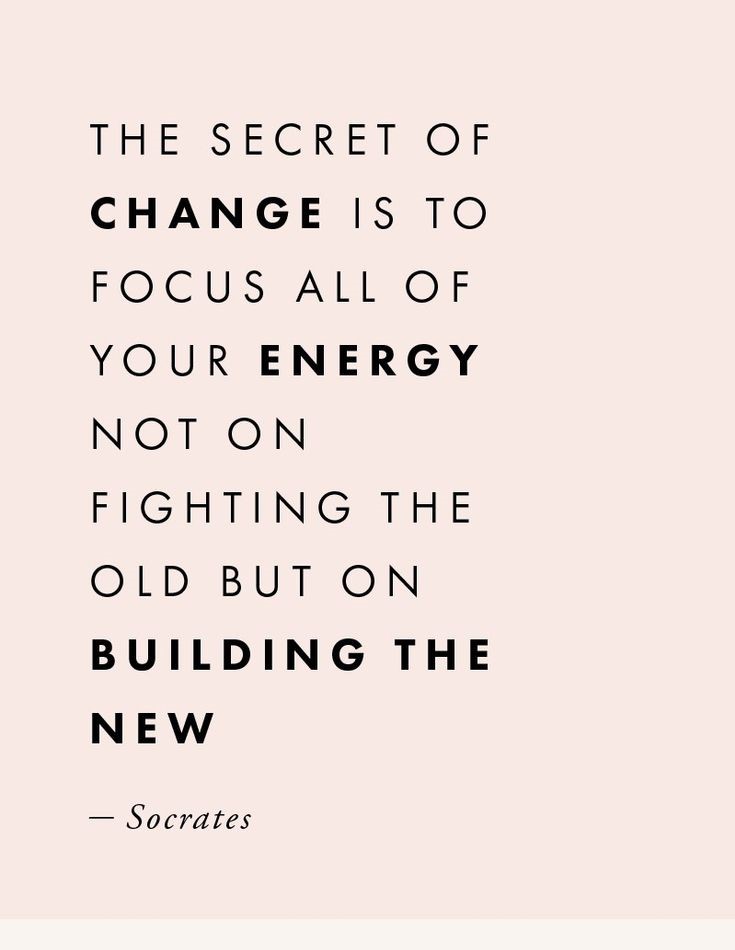 THE SECRET OF
CHANGE IS TO
FOCUS ALL OF
YOUR ENERGY
NOT ON
FIGHTING THE
OLD BUT ON
BUILDING THE
NEW
— Socrates